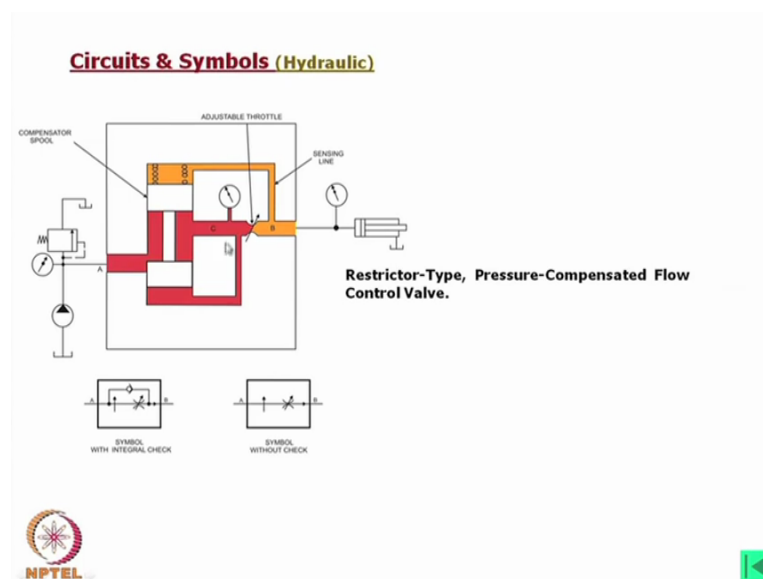 Circuits & Symbols (Hydraulic)
ADJUSTABLE THROTTLE
COMPENSATOR
SPOOL
SENSING
LINE
C
B
A
Restrictor-Type, Pressure-Compensated Flow
Control Valve.
A B
A B
SYMBOL
WITH INTEGRAL CHECK
SYMBOL
WITHOUT CHECK
NPTEL